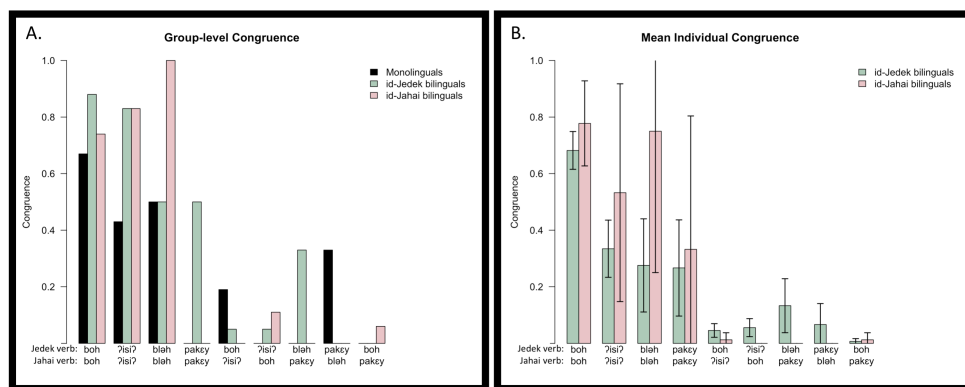 A.
Group-level Congruence
Monolinguals
id-Jedek bilinguals
id-Jahai bilinguals
Congruence
1.0
0.8
0.6
0.4
0.2
0.0
Jedek verb: boh ʔisiʔ bləh pakɛy boh ʔisiʔ bləh pakɛy boh
Jahai verb: boh ʔisiʔ bləh pakɛy ʔisiʔ boh pakɛy bləh pakɛy
B.
Mean Individual Congruence
id-Jedek bilinguals
id-Jahai bilinguals
Congruence
1.0
0.8
0.6
0.4
0.2
0.0
Jedek verb: boh ʔisiʔ bləh pakɛy boh ʔisiʔ bləh pakɛy boh
Jahai verb: boh ʔisiʔ bləh pakɛy ʔisiʔ boh pakɛy bləh pakɛy